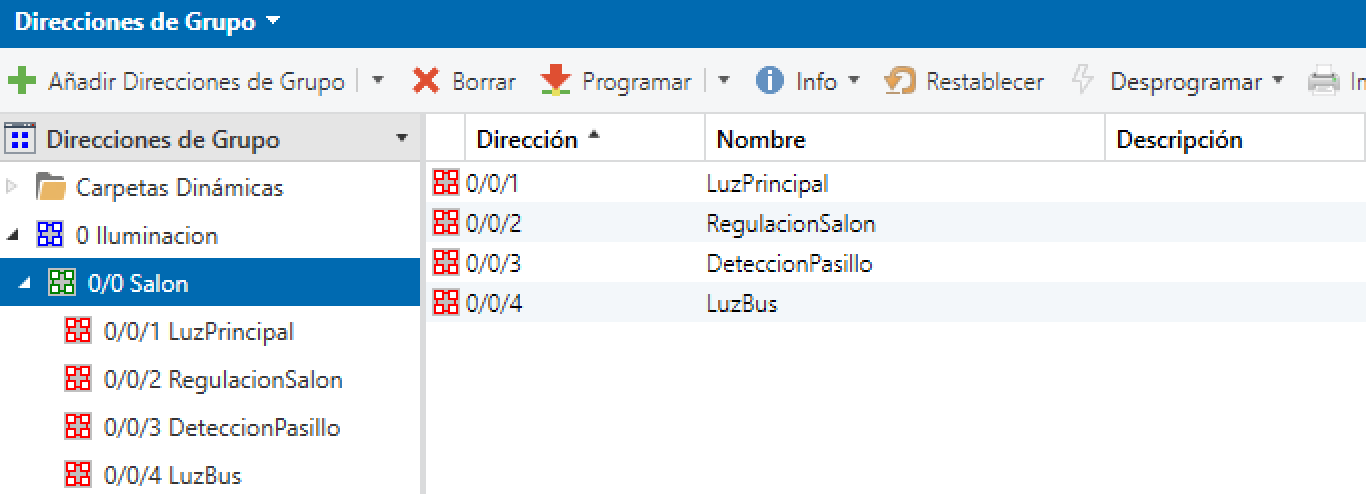 Direcciones de Grupo
Añadir Direcciones de Grupo Borrar Programar Info Restablecer Desprogramar
Direcciones de Grupo
Carpetas Dinámicas
0 Iluminacion
0/0 Salon
0/0/1 LuzPrincipal
0/0/2 RegulacionSalon
0/0/3 DeteccionPasillo
0/0/4 LuzBus
Dirección Nombre Descripción
0/0/1 LuzPrincipal
0/0/2 RegulacionSalon
0/0/3 DeteccionPasillo
0/0/4 LuzBus